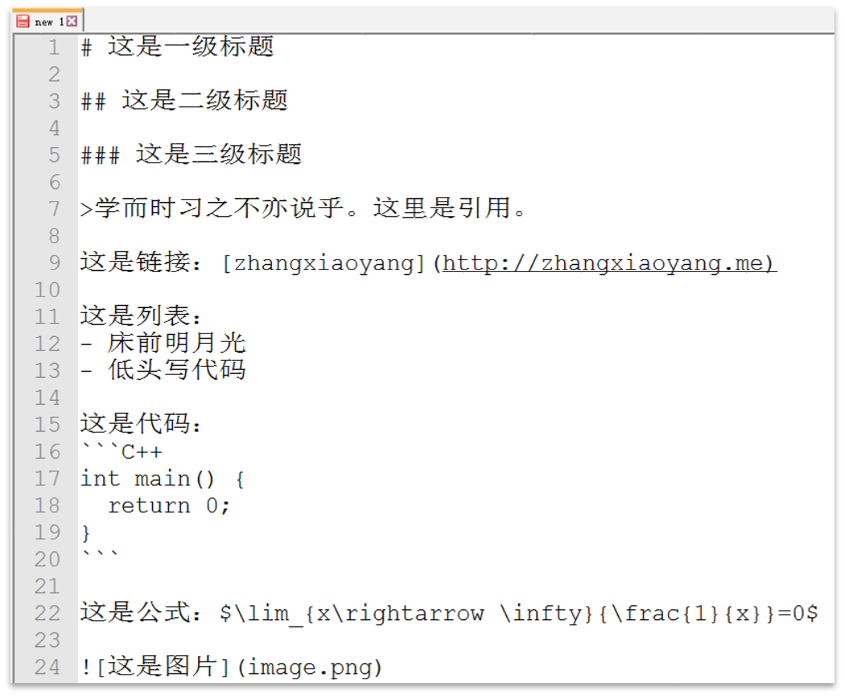 new 1
1 # 这是一级标题
2
3 ## 这是二级标题
4
5 ### 这是三级标题
6
7 >学而时习之不亦说乎。这里是引用。
8
9 这是链接：[zhangxiaoyang](http://zhangxiaoyang.me)
10
11 这是列表：
12 - 床前明月光
13 - 低头写代码
14
15 这是代码：
16 ```C++
17 int main() {
18   return 0;
19 }
20 ```
21
22 这是公式：$\lim_{x\rightarrow \infty}{\frac{1}{x}}=0$
23
24 ![这是图片](image.png)